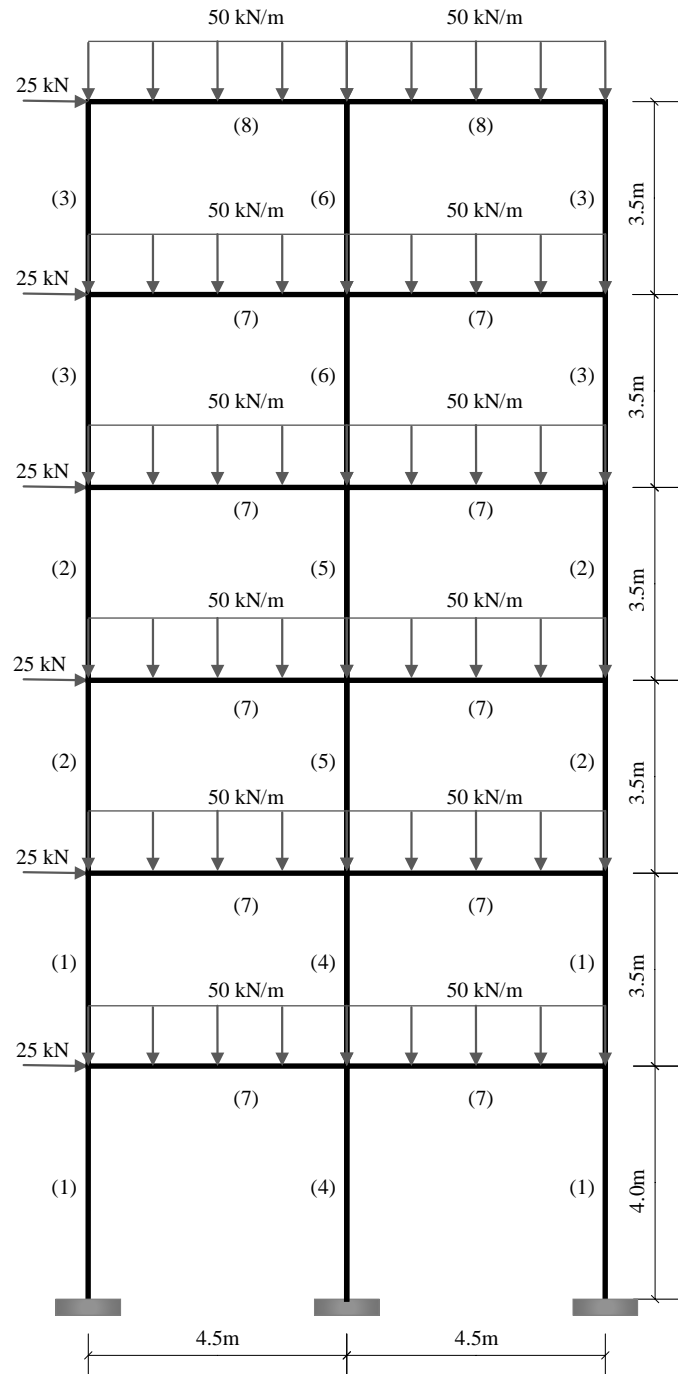 50 kN/m 50 kN/m
25 kN
(8) (8)
(3) (6) (3) 3.5m
50 kN/m 50 kN/m
25 kN
(7) (7)
(3) (6) (3) 3.5m
50 kN/m 50 kN/m
25 kN
(7) (7)
(2) (5) (2) 3.5m
50 kN/m 50 kN/m
25 kN
(7) (7)
(2) (5) (2) 3.5m
50 kN/m 50 kN/m
25 kN
(7) (7)
(1) (4) (1) 3.5m
50 kN/m 50 kN/m
25 kN
(7) (7)
(1) (4) (1) 4.0m
4.5m 4.5m